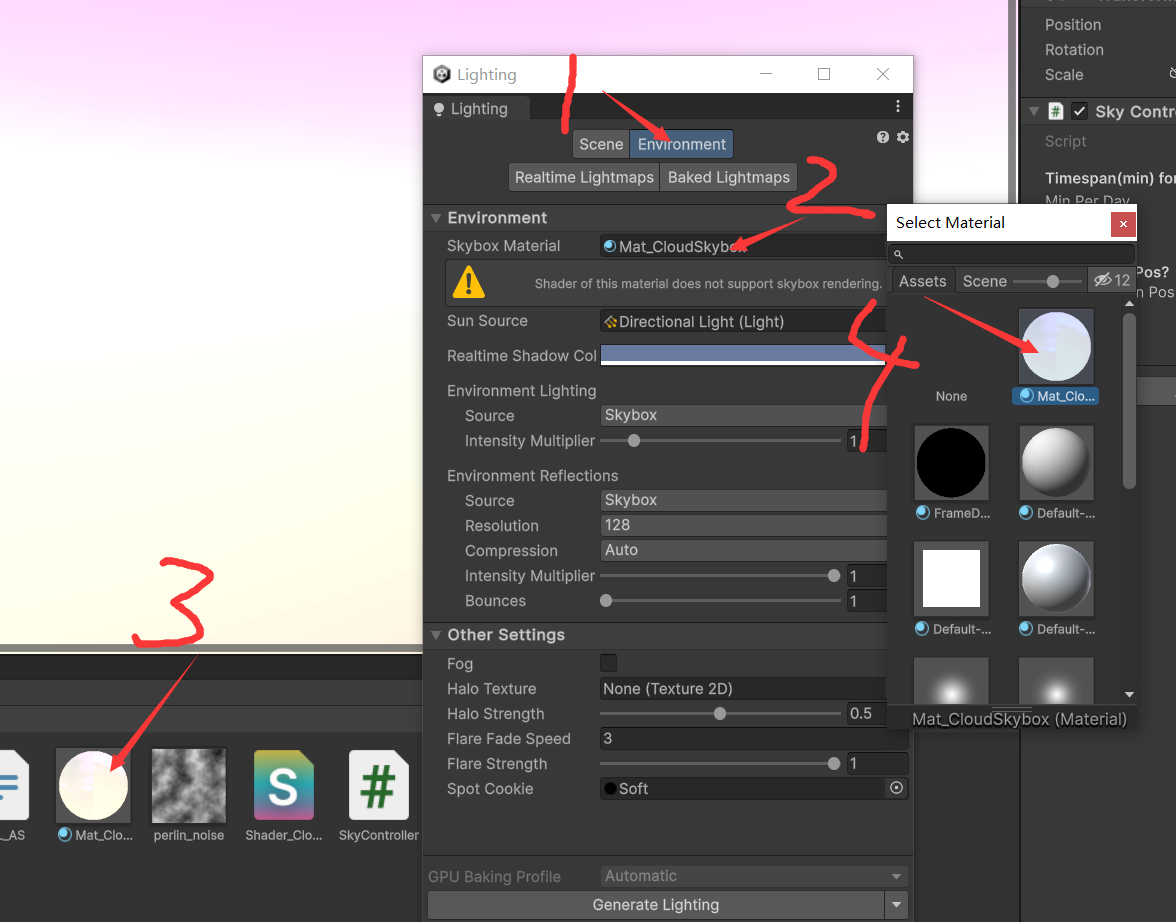 Lighting
Lighting
Scene Environment
Realtime Lightmaps Baked Lightmaps
Environment
Skybox Material Mat_CloudSkybox
Shader of this material does not support skybox rendering.
Sun Source Directional Light (Light)
Realtime Shadow Col
Environment Lighting
Source Skybox
Intensity Multiplier 1
Environment Reflections
Source Skybox
Resolution 128
Compression Auto
Intensity Multiplier 1
Bounces 1
Other Settings
Fog
Halo Texture None (Texture 2D)
Halo Strength 0.5
Flare Fade Speed 3
Flare Strength 1
Spot Cookie Soft
GPU Baking Profile Automatic
Generate Lighting
1
2
3
4
Select Material
Assets Scene 12
None Mat_Clo...
FrameD... Default-...
Default-... Default-...
Mat_CloudSkybox (Material)
Position
Rotation
Scale
# Sky Contr
Script
Timespan(min) for
Min Per Day
Pos?
n Pos
_AS Mat_Clo... perlin_noise Shader_Clo... SkyController
S #